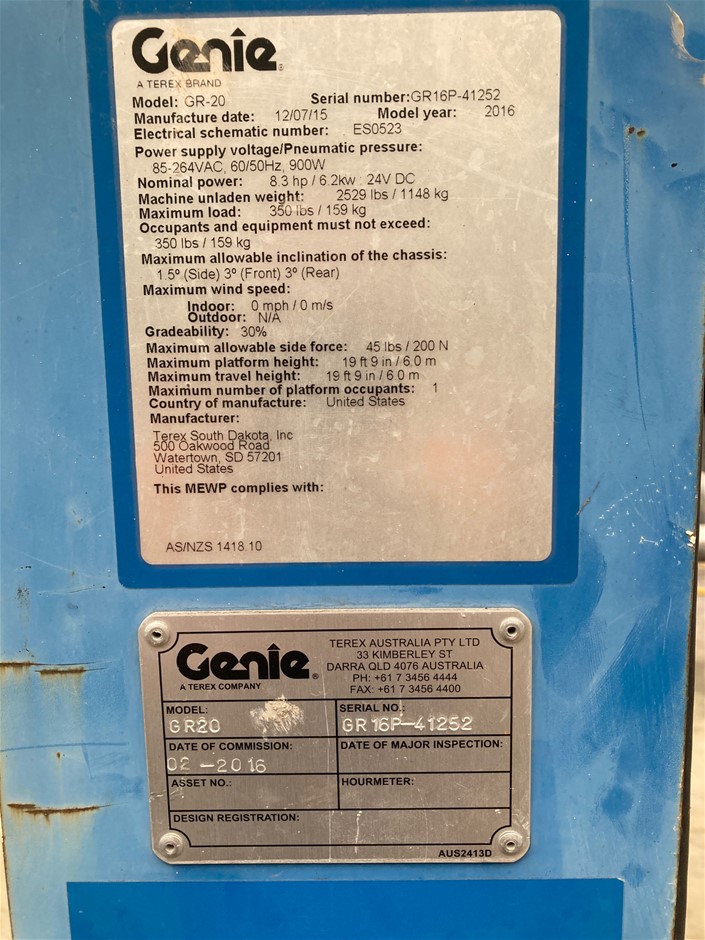 Genie
A TEREX BRAND
Model: GR-20 Serial number:GR16P-41252
Manufacture date: 12/07/15 Model year: 2016
Electrical schematic number: ES0523
Power supply voltage/Pneumatic pressure:
85-264VAC, 60/50Hz, 900W
Nominal power: 8.3 hp / 6.2kw : 24V DC
Machine unladen weight: 2529 lbs / 1148 kg
Maximum load: 350 lbs / 159 kg
Occupants and equipment must not exceed:
350 lbs / 159 kg
Maximum allowable inclination of the chassis:
1.5º (Side) 3º (Front) 3º (Rear)
Maximum wind speed:
Indoor: 0 mph / 0 m/s
Outdoor: N/A
Gradeability: 30%
Maximum allowable side force: 45 lbs / 200 N
Maximum platform height: 19 ft 9 in / 6.0 m
Maximum travel height: 19 ft 9 in / 6.0 m
Maximum number of platform occupants: 1
Country of manufacture: United States
Manufacturer:
Terex South Dakota, Inc
500 Oakwood Road
Watertown, SD 57201
United States
This MEWP complies with:
AS/NZS 1418.10
Genie®
A TEREX COMPANY
TEREX AUSTRALIA PTY LTD
33 KIMBERLEY ST
DARRA QLD 4076 AUSTRALIA
PH: +61 7 3456 4444
FAX: +61 7 3456 4400
MODEL: SERIAL NO.:
GR20 GR16P-41252
DATE OF COMMISSION: DATE OF MAJOR INSPECTION:
02-2016
ASSET NO.: HOURMETER:
DESIGN REGISTRATION:
AUS2413D